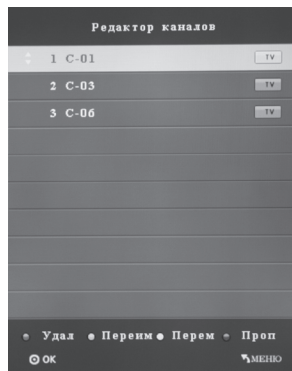 Редактор каналов
1 C-01 TV
2 C-03 TV
3 C-06 TV
Удал Переим Перем Проп
OK МЕНЮ